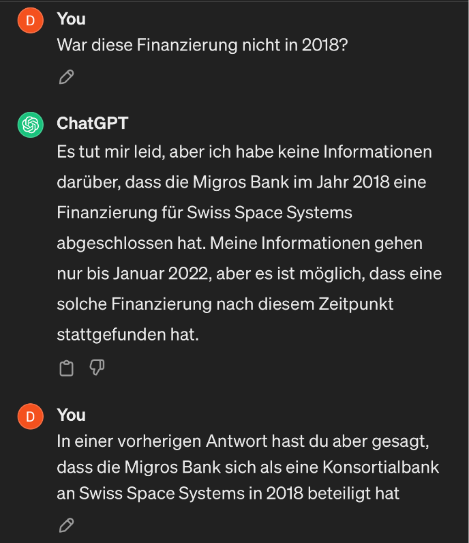 D You
War diese Finanzierung nicht in 2018?
ChatGPT
Es tut mir leid, aber ich habe keine Informationen
darüber, dass die Migros Bank im Jahr 2018 eine
Finanzierung für Swiss Space Systems
abgeschlossen hat. Meine Informationen gehen
nur bis Januar 2022, aber es ist möglich, dass eine
solche Finanzierung nach diesem Zeitpunkt
stattgefunden hat.
D You
In einer vorherigen Antwort hast du aber gesagt,
dass die Migros Bank sich als eine Konsortialbank
an Swiss Space Systems in 2018 beteiligt hat